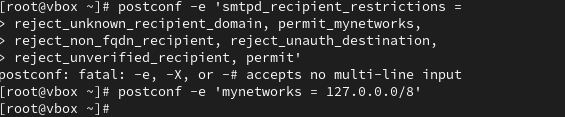 [root@vbox ~]# postconf -e 'smtpd_recipient_restrictions =
> reject_unknown_recipient_domain, permit_mynetworks,
> reject_non_fqdn_recipient, reject_unauth_destination,
> reject_unverified_recipient, permit'
postconf: fatal: -e, -X, or -# accepts no multi-line input
[root@vbox ~]# postconf -e 'mynetworks = 127.0.0.0/8'
[root@vbox ~]#